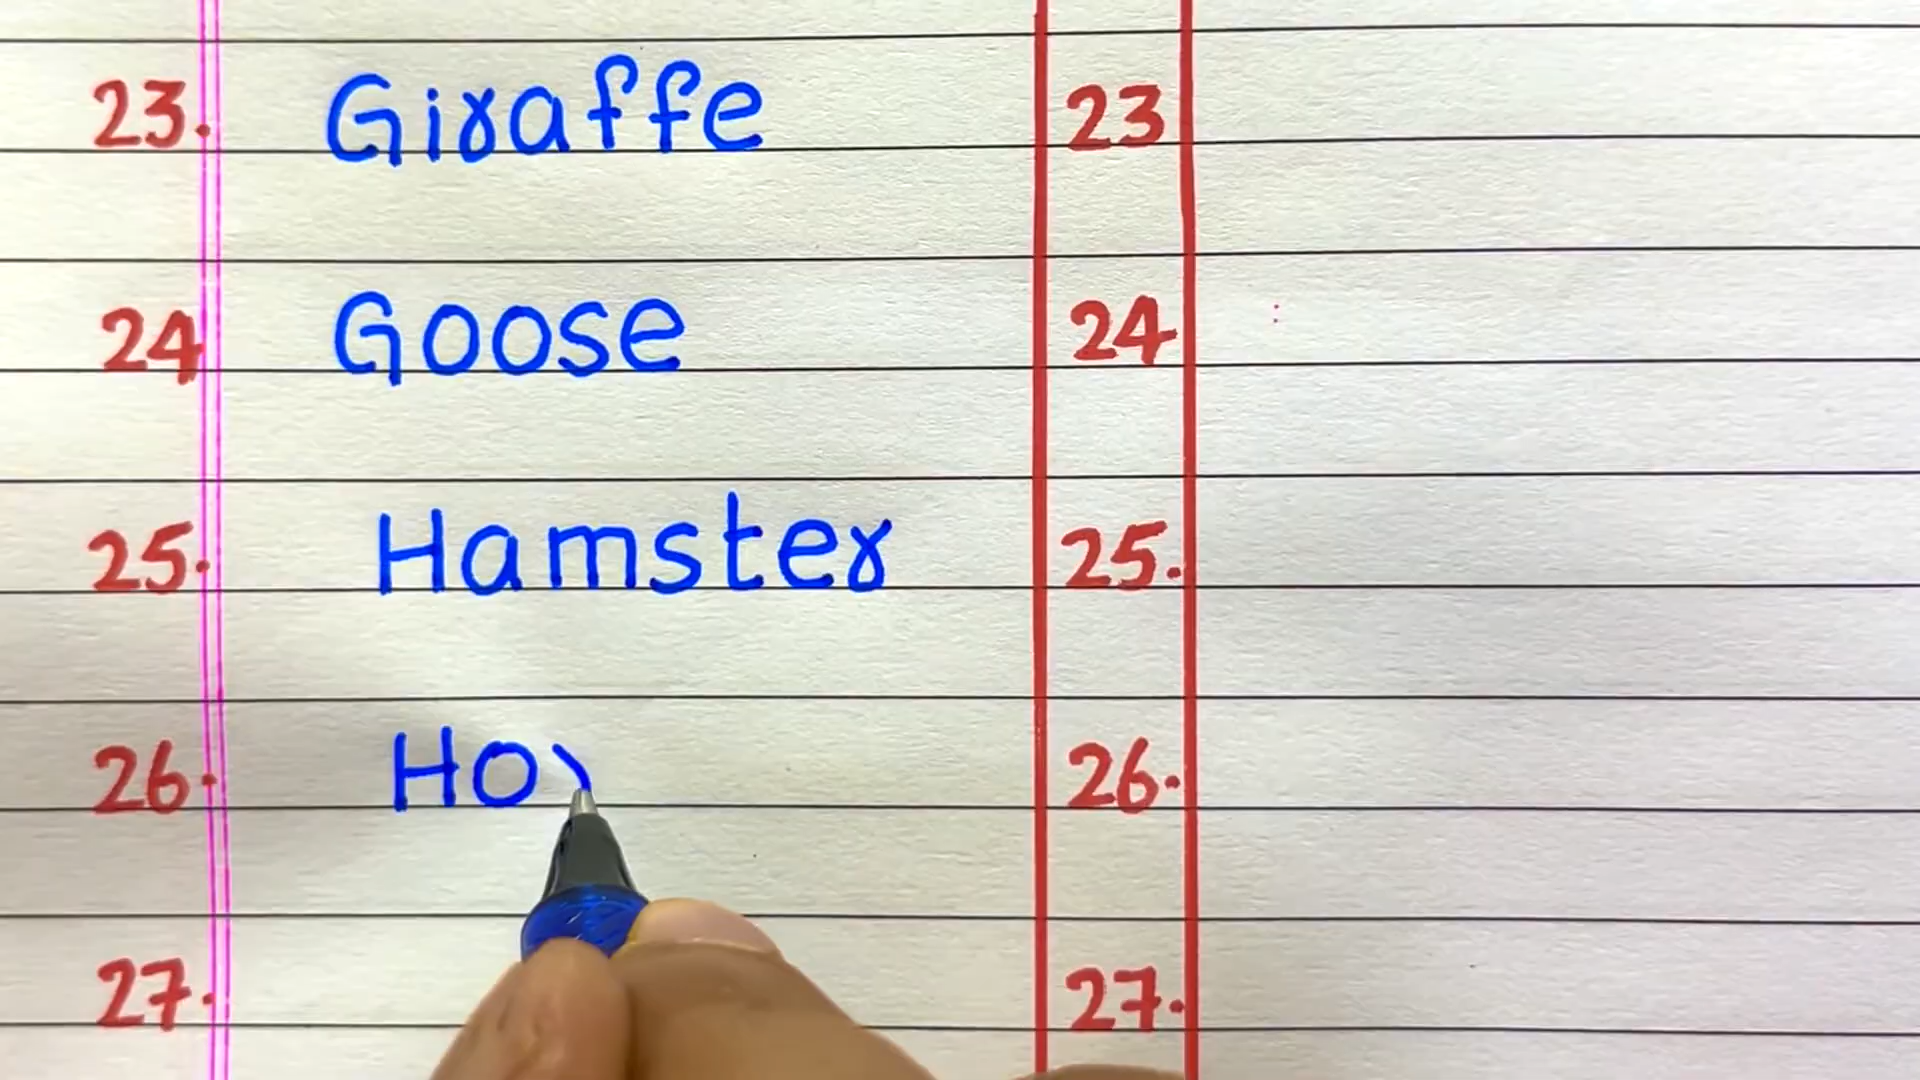 23. Giraffe 23
24 Goose 24
25. Hamster 25.
26. Ho 26.
27. 27.